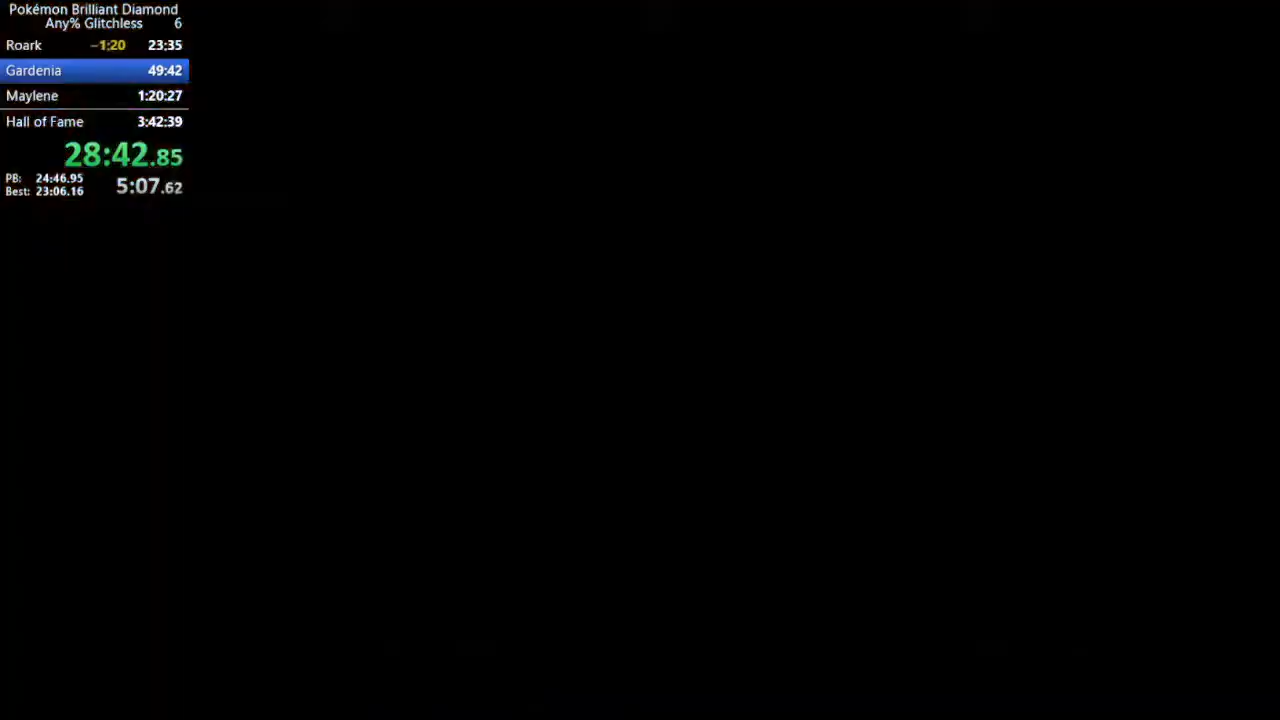 Pokémon Brilliant Diamond
Any% Glitchless 6
Roark −1:20 23:35
Gardenia 49:42
Maylene 1:20:27
Hall of Fame 3:42:39
28:42.85
PB: 24:46.95
Best: 23:06.16 5:07.62